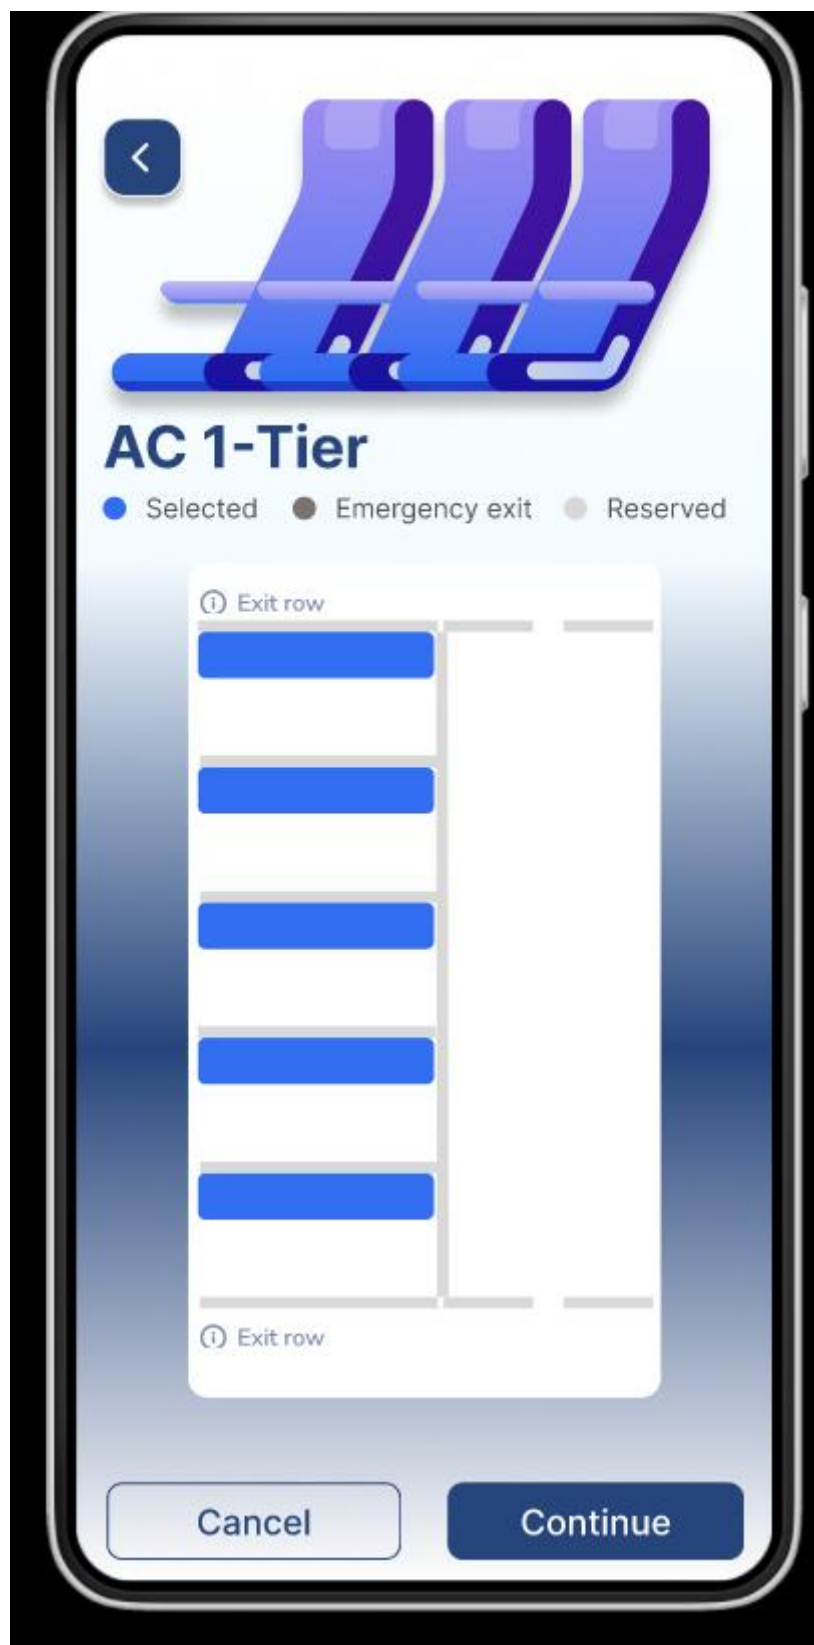 AC 1-Tier
Selected Emergency exit Reserved
Exit row
Exit row
Cancel Continue